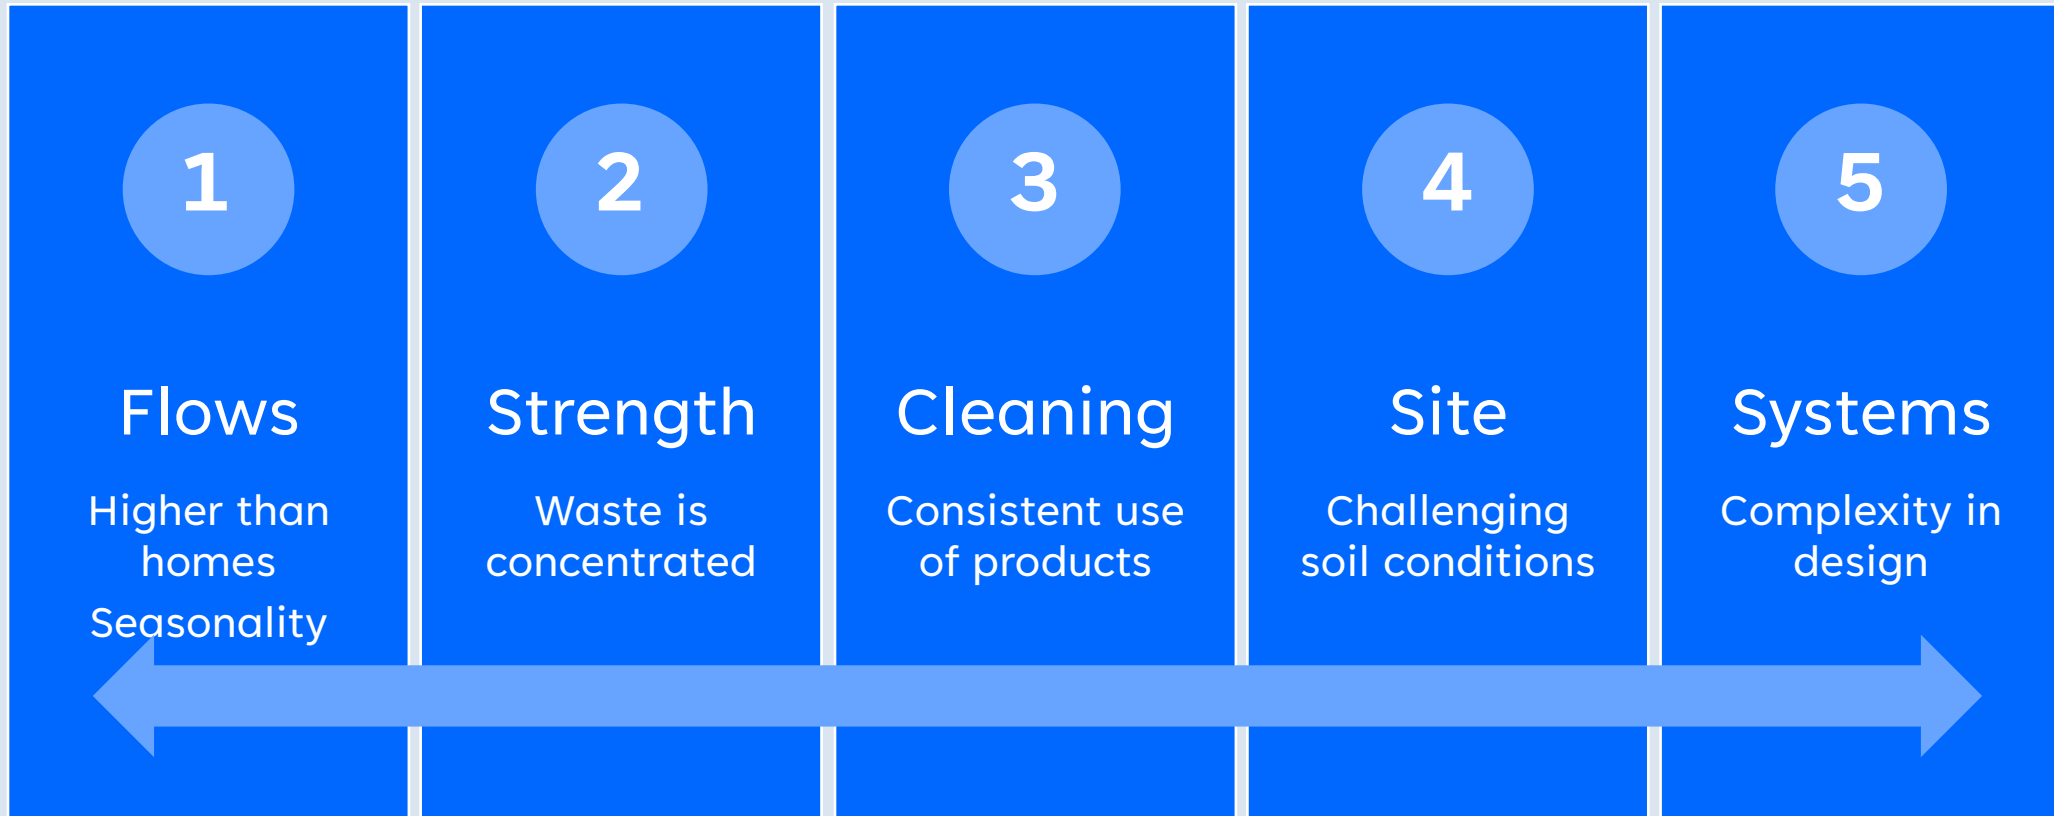 1
Flows
Higher than
homes
Seasonality
2
Strength
Waste is
concentrated
3
Cleaning
Consistent use
of products
4
Site
Challenging
soil conditions
5
Systems
Complexity in
design